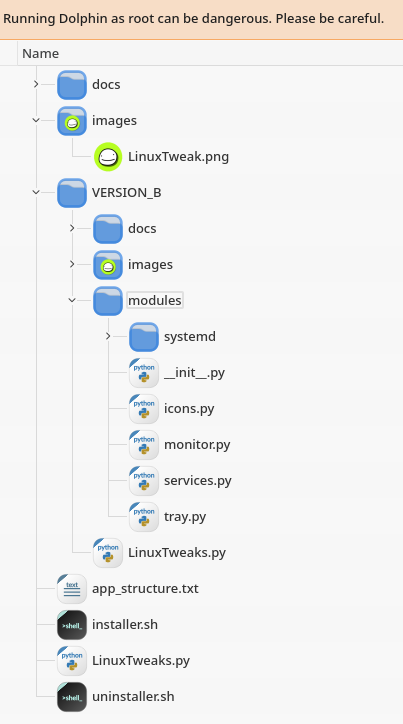 Running Dolphin as root can be dangerous. Please be careful.
Name
docs
images
LinuxTweak.png
VERSION_B
docs
images
modules
systemd
python
__init__.py
python
icons.py
python
monitor.py
python
services.py
python
tray.py
python
LinuxTweaks.py
text
app_structure.txt
>shell_
installer.sh
python
LinuxTweaks.py
>shell_
uninstaller.sh